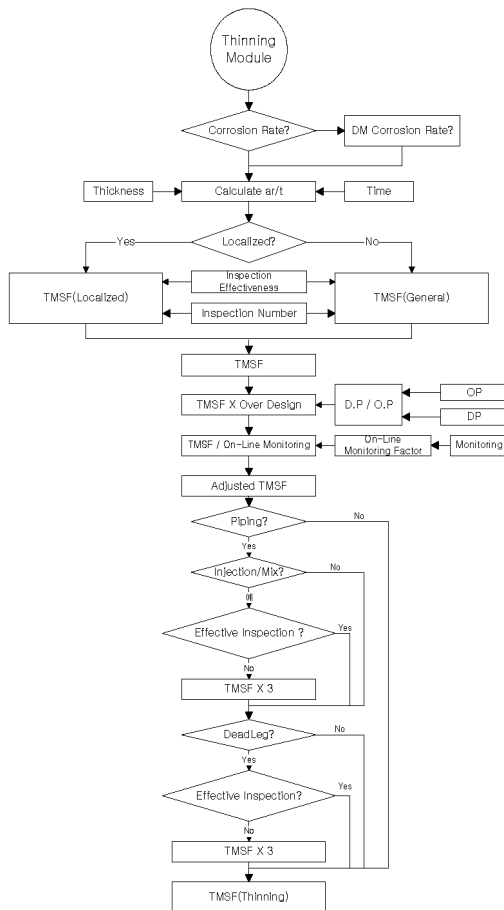 Thinning
Module
Corrosion Rate?
DM Corrosion Rate?
Thickness
Calculate ar/t
Time
Yes
Localized?
No
TMSF(Localized)
Inspection
Effectiveness
TMSF(General)
Inspection Number
TMSF
TMSF X Over Design
D.P / O.P
OP
DP
TMSF / On-Line Monitoring
On-Line
Monitoring Factor
Monitoring
Adjusted TMSF
Piping?
No
Yes
Injection/Mix?
No
예
Effective Inspection ?
Yes
No
TMSF X 3
DeadLeg?
No
Yes
Effective Inspection?
Yes
No
TMSF X 3
TMSF(Thinning)